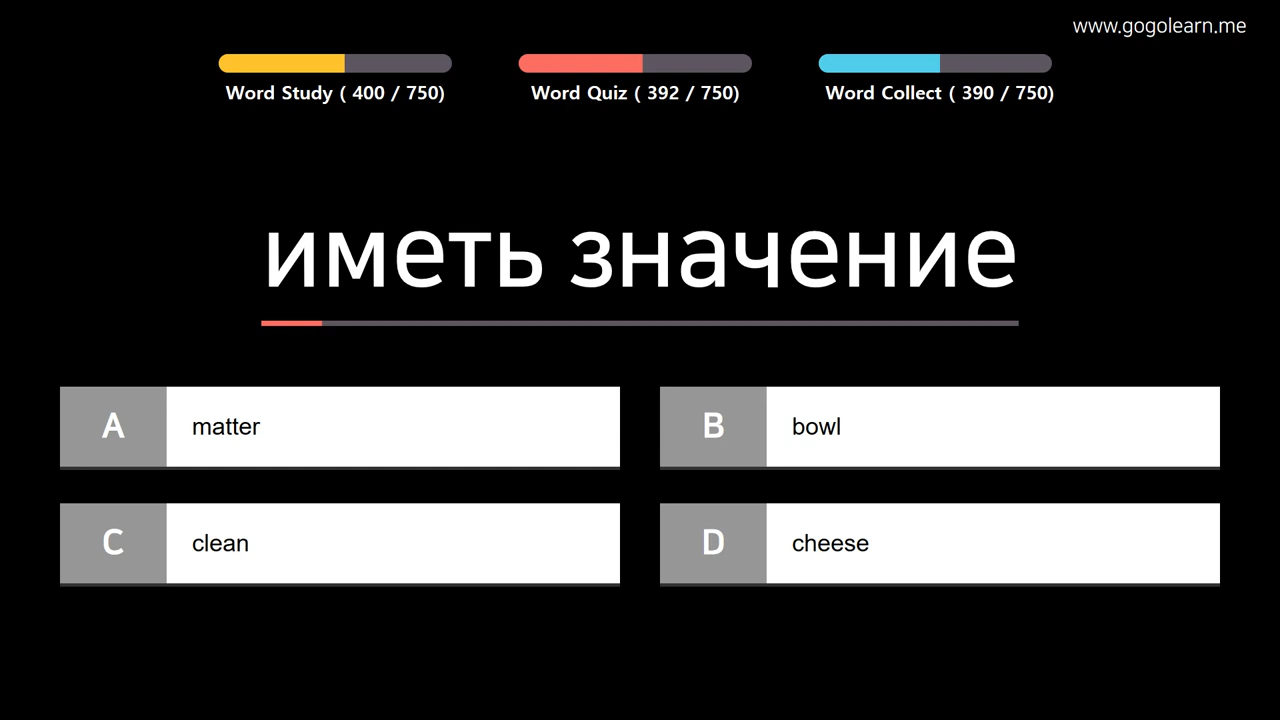 www.gogolearn.me
Word Study ( 400 / 750)
Word Quiz ( 392 / 750)
Word Collect ( 390 / 750)
иметь значение
A matter
B bowl
C clean
D cheese